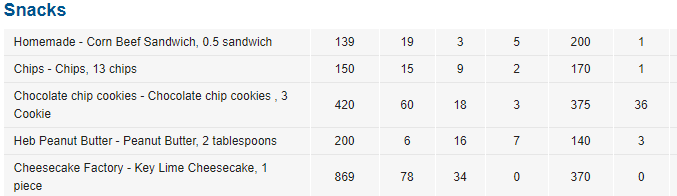 Snacks
Homemade - Corn Beef Sandwich, 0.5 sandwich 139 19 3 5 200 1
Chips - Chips, 13 chips 150 15 9 2 170 1
Chocolate chip cookies - Chocolate chip cookies , 3 420 60 18 3 375 36
Cookie
Heb Peanut Butter - Peanut Butter, 2 tablespoons 200 6 16 7 140 3
Cheesecake Factory - Key Lime Cheesecake, 1 869 78 34 0 370 0
piece